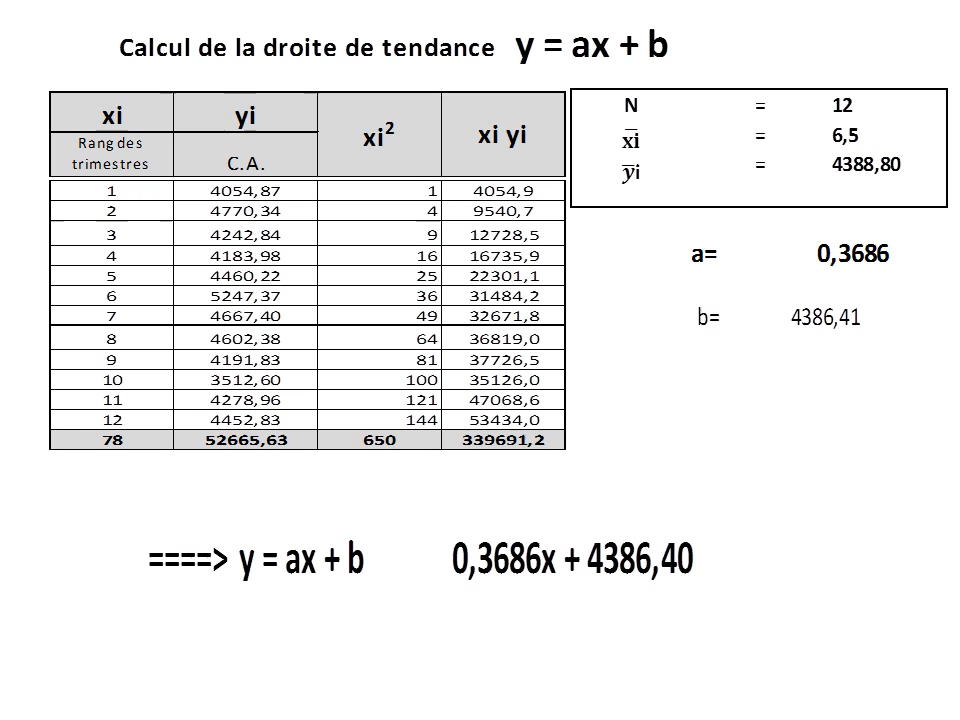 Calcul de la droite de tendance y = ax + b
xi yi xi² xi yi
Rang des trimestres C.A.
1 4054,87 1 4054,9
2 4770,34 4 9540,7
3 4242,84 9 12728,5
4 4183,98 16 16735,9
5 4460,22 25 22301,1
6 5247,37 36 31484,2
7 4667,40 49 32671,8
8 4602,38 64 36819,0
9 4191,83 81 37726,5
10 3512,60 100 35126,0
11 4278,96 121 47068,6
12 4452,83 144 53434,0
78 52665,63 650 339691,2
N = 12
x̅i = 6,5
y̅i = 4388,80
a= 0,3686
b= 4386,41
====> y = ax + b 0,3686x + 4386,40